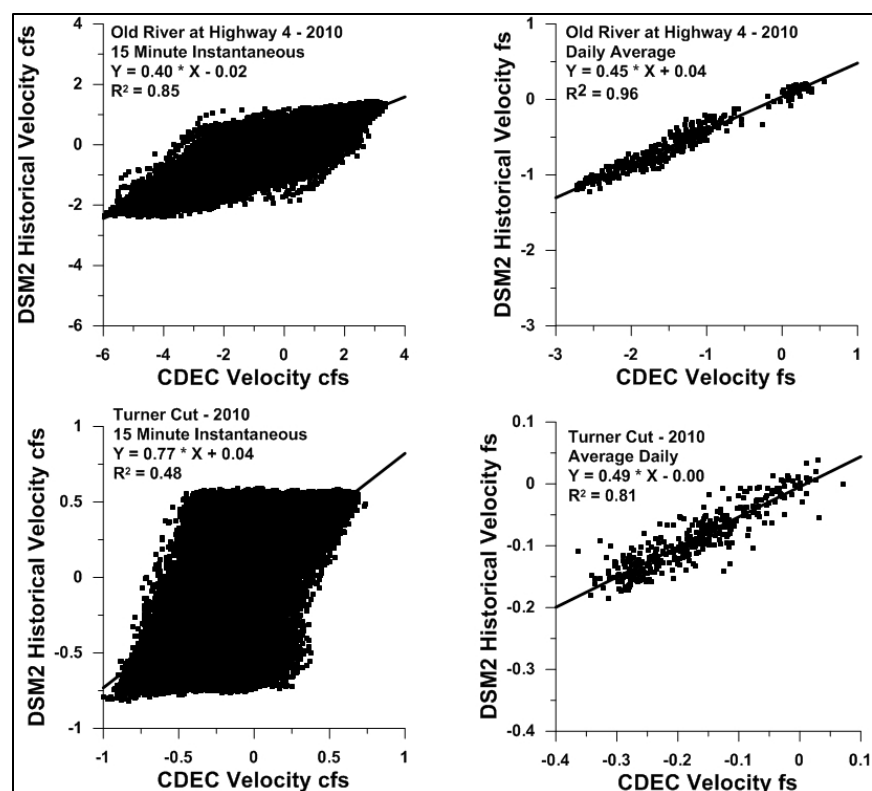 Old River at Highway 4 - 2010
15 Minute Instantaneous
Y = 0.40 * X - 0.02
R² = 0.85
DSM2 Historical Velocity cfs
4
2
0
-2
-4
-6
-6
-4
-2
0
2
4
CDEC Velocity cfs
Old River at Highway 4 - 2010
Daily Average
Y = 0.45 * X + 0.04
R² = 0.96
DSM2 Historical Velocity fs
1
0
-1
-2
-3
-3
-2
-1
0
1
CDEC Velocity fs
Turner Cut - 2010
15 Minute Instantaneous
Y = 0.77 * X + 0.04
R² = 0.48
DSM2 Historical Velocity cfs
1
0.5
0
-0.5
-1
-1
-0.5
0
0.5
1
CDEC Velocity cfs
Turner Cut - 2010
Average Daily
Y = 0.49 * X - 0.00
R² = 0.81
DSM2 Historical Velocity fs
0.1
0
-0.1
-0.2
-0.3
-0.4
-0.4
-0.3
-0.2
-0.1
0
0.1
CDEC Velocity fs